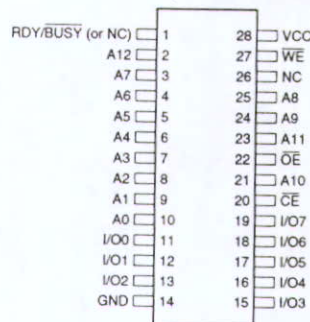 RDY/BUSY (or NC) 1 28 VCC
A12 2 27 WE
A7 3 26 NC
A6 4 25 A8
A5 5 24 A9
A4 6 23 A11
A3 7 22 OE
A2 8 21 A10
A1 9 20 CE
A0 10 19 I/O7
I/O0 11 18 I/O6
I/O1 12 17 I/O5
I/O2 13 16 I/O4
GND 14 15 I/O3